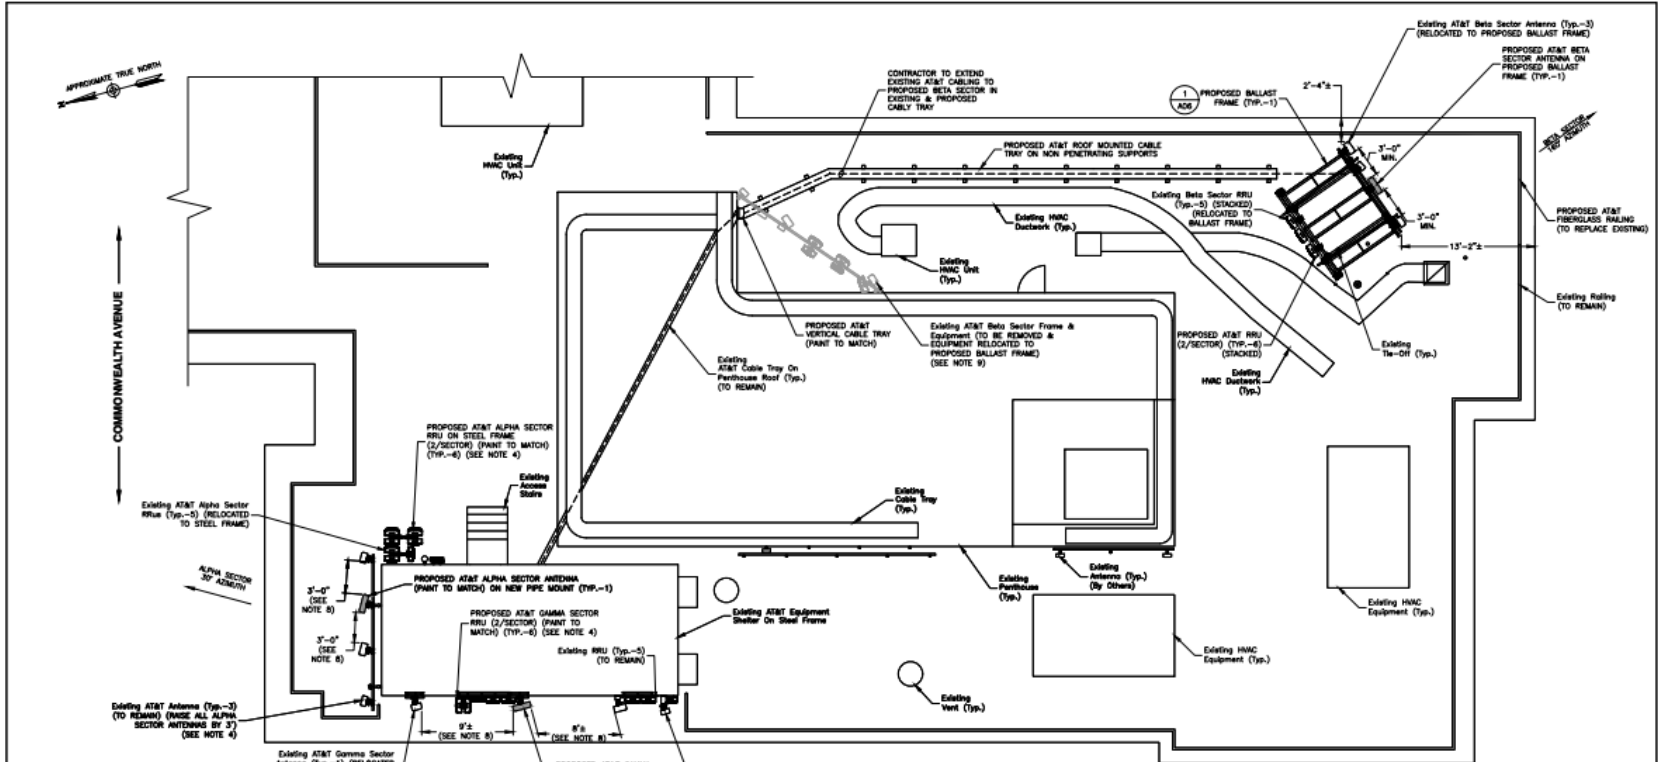 APPROXIMATE TRUE NORTH
N
COMMONWEALTH AVENUE
Existing
HVAC Unit
(Typ.)
CONTRACTOR TO EXTEND
EXISTING AT&T CABLING TO
PROPOSED BETA SECTOR IN
EXISTING & PROPOSED
CABLY TRAY
PROPOSED AT&T ROOF MOUNTED CABLE
TRAY ON NON PENETRATING SUPPORTS
1
A06
PROPOSED BALLAST
FRAME (TYP.-1)
2'-4"±
Existing AT&T Beta Sector Antenna (Typ.-3)
(RELOCATED TO PROPOSED BALLAST FRAME)
PROPOSED AT&T BETA
SECTOR ANTENNA ON
PROPOSED BALLAST
FRAME (TYP.-1)
BETA SECTOR
AZIMUTH
3'-0"
MIN.
3'-0"
MIN.
13'-2"±
PROPOSED AT&T
FIBERGLASS RAILING
(TO REPLACE EXISTING)
Existing Railing
(TO REMAIN)
Existing Beta Sector RRU
(Typ.-5) (STACKED)
(RELOCATED TO
BALLAST FRAME)
Existing HVAC
Ductwork (Typ.)
Existing
HVAC Unit
(Typ.)
PROPOSED AT&T
VERTICAL CABLE TRAY
(PAINT TO MATCH)
Existing AT&T Beta Sector Frame &
Equipment (TO BE REMOVED &
EQUIPMENT RELOCATED TO
PROPOSED BALLAST FRAME)
(SEE NOTE 9)
PROPOSED AT&T RRU
(2/SECTOR) (TYP.-6)
(STACKED)
Existing
Tie-Off (Typ.)
Existing
HVAC Ductwork
(Typ.)
Existing
AT&T Cable Tray On
Penthouse Roof (Typ.)
(TO REMAIN)
PROPOSED AT&T ALPHA SECTOR
RRU ON STEEL FRAME
(2/SECTOR) (PAINT TO MATCH)
(TYP.-6) (SEE NOTE 4)
Existing
Access
Stairs
Existing
Cable Tray
(Typ.)
Existing AT&T Alpha Sector
RRus (Typ.-5) (RELOCATED
TO STEEL FRAME)
ALPHA SECTOR
30° AZIMUTH
3'-0"
(SEE
NOTE 8)
3'-0"
(SEE
NOTE 8)
PROPOSED AT&T ALPHA SECTOR ANTENNA
(PAINT TO MATCH) ON NEW PIPE MOUNT (TYP.-1)
PROPOSED AT&T GAMMA SECTOR
RRU (2/SECTOR) (PAINT TO
MATCH) (TYP.-6) (SEE NOTE 4)
Existing RRU (Typ.-5)
(TO REMAIN)
Existing AT&T Equipment
Shelter On Steel Frame
Existing
Penthouse
(Typ.)
Existing
Antenna (Typ.)
(By Others)
Existing HVAC
Equipment (Typ.)
Existing HVAC
Equipment (Typ.)
Existing
Vent (Typ.)
Existing AT&T Antenna (Typ.-3)
(TO REMAIN) (RAISE ALL ALPHA
SECTOR ANTENNAS BY 3')
(SEE NOTE 4)
9'±
(SEE NOTE 8)
8'±
(SEE NOTE 8)
Existing AT&T Gamma Sector